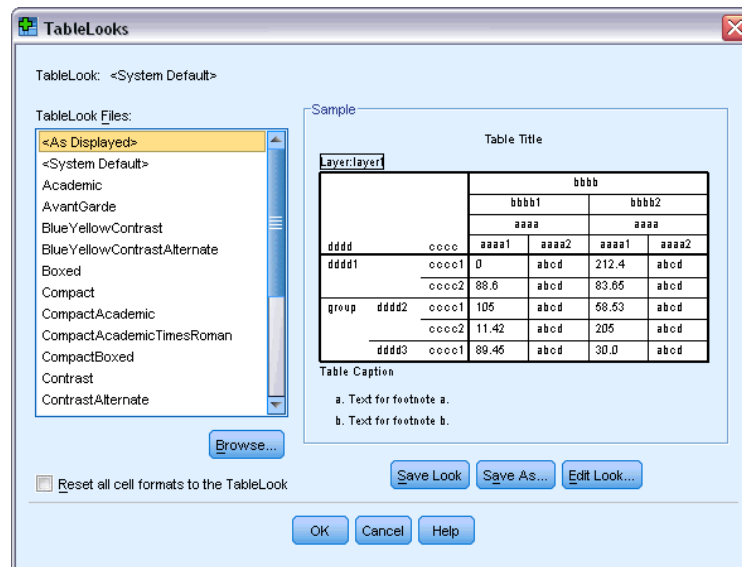 TableLooks
TableLook: <System Default>
TableLook Files:
<As Displayed>
<System Default>
Academic
AvantGarde
BlueYellowContrast
BlueYellowContrastAlternate
Boxed
Compact
CompactAcademic
CompactAcademicTimesRoman
CompactBoxed
Contrast
ContrastAlternate
Browse...
Reset all cell formats to the TableLook
Sample
Table Title
Layer:layer1
bbbb
bbbb1 bbbb2
aaaa aaaa
dddd cccc aaaa1 aaaa2 aaaa1 aaaa2
dddd1 cccc1 0 abcd 212.4 abcd
cccc2 88.6 abcd 83.65 abcd
group dddd2 cccc1 105 abcd 58.53 abcd
cccc2 11.42 abcd 205 abcd
dddd3 cccc1 89.45 abcd 30.0 abcd
Table Caption
a. Text for footnote a.
b. Text for footnote b.
Save Look Save As... Edit Look...
OK Cancel Help